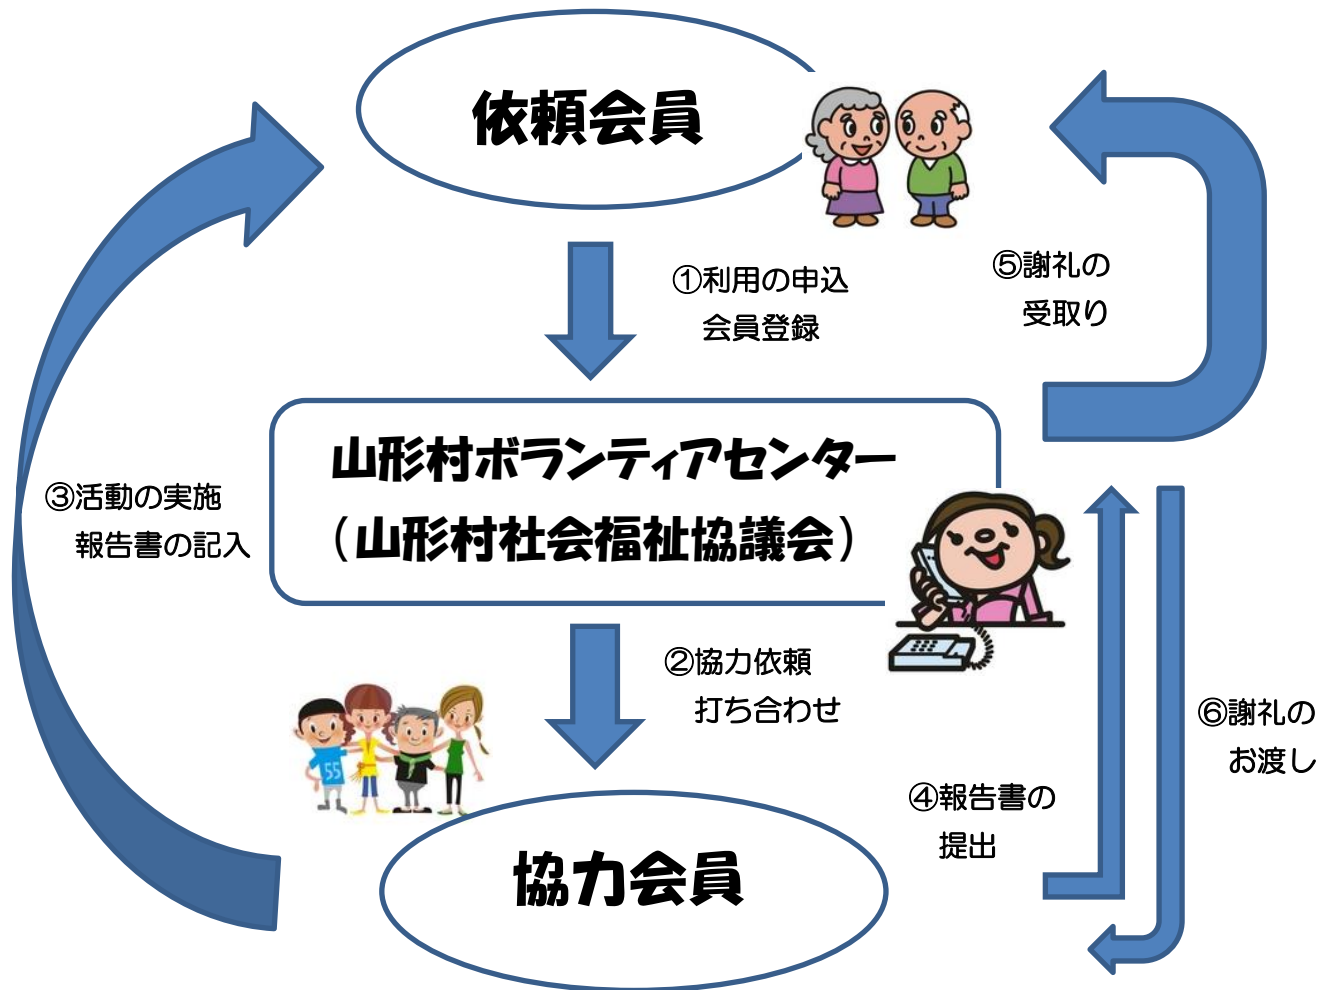 依頼会員
①利用の申込
会員登録
⑤謝礼の
受取り
山形村ボランティアセンター
（山形村社会福祉協議会）
③活動の実施
報告書の記入
②協力依頼
打ち合わせ
⑥謝礼の
お渡し
④報告書の
提出
協力会員
55